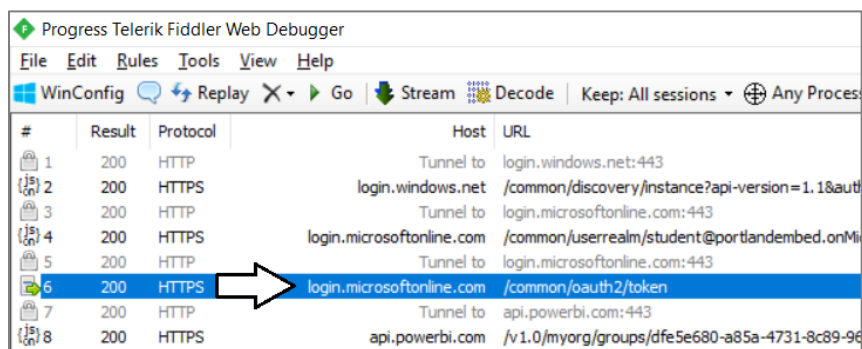 Progress Telerik Fiddler Web Debugger
File Edit Rules Tools View Help
WinConfig Replay Go Stream Decode Keep: All sessions Any Process
# Result Protocol Host URL
1 200 HTTP Tunnel to login.windows.net:443
2 200 HTTPS login.windows.net /common/discovery/instance?api-version=1.1&auth
3 200 HTTP Tunnel to login.microsoftonline.com:443
4 200 HTTPS login.microsoftonline.com /common/userrealm/student@portlandembed.onMi
5 200 HTTP Tunnel to login.microsoftonline.com:443
6 200 HTTPS login.microsoftonline.com /common/oauth2/token
7 200 HTTP Tunnel to api.powerbi.com:443
8 200 HTTPS api.powerbi.com /v1.0/myorg/groups/dfe5e680-a85a-4731-8c89-96